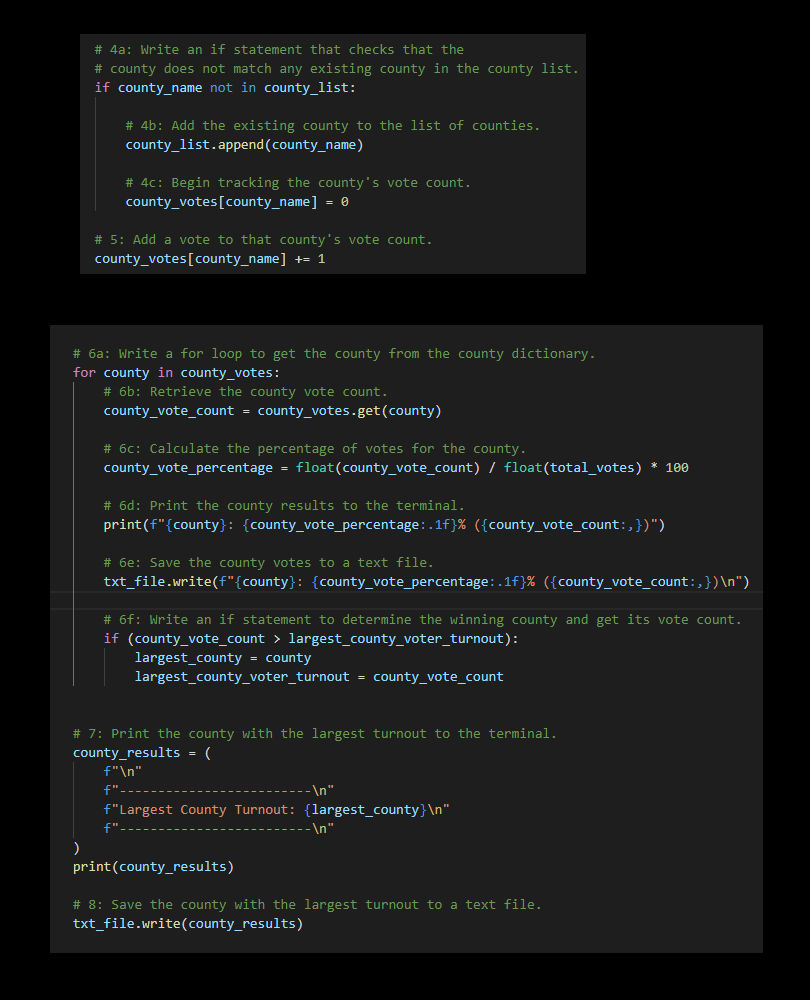 # 4a: Write an if statement that checks that the
# county does not match any existing county in the county list.
if county_name not in county_list:
# 4b: Add the existing county to the list of counties.
county_list.append(county_name)
# 4c: Begin tracking the county's vote count.
county_votes[county_name] = 0
# 5: Add a vote to that county's vote count.
county_votes[county_name] += 1
# 6a: Write a for loop to get the county from the county dictionary.
for county in county_votes:
# 6b: Retrieve the county vote count.
county_vote_count = county_votes.get(county)
# 6c: Calculate the percentage of votes for the county.
county_vote_percentage = float(county_vote_count) / float(total_votes) * 100
# 6d: Print the county results to the terminal.
print(f"{county}: {county_vote_percentage:.1f}% ({county_vote_count:,})")
# 6e: Save the county votes to a text file.
txt_file.write(f"{county}: {county_vote_percentage:.1f}% ({county_vote_count:,})\n")
# 6f: Write an if statement to determine the winning county and get its vote count.
if (county_vote_count > largest_county_voter_turnout):
largest_county = county
largest_county_voter_turnout = county_vote_count
# 7: Print the county with the largest turnout to the terminal.
county_results = (
f"\n"
f"-------------------------\n"
f"Largest County Turnout: {largest_county}\n"
f"-------------------------\n"
)
print(county_results)
# 8: Save the county with the largest turnout to a text file.
txt_file.write(county_results)